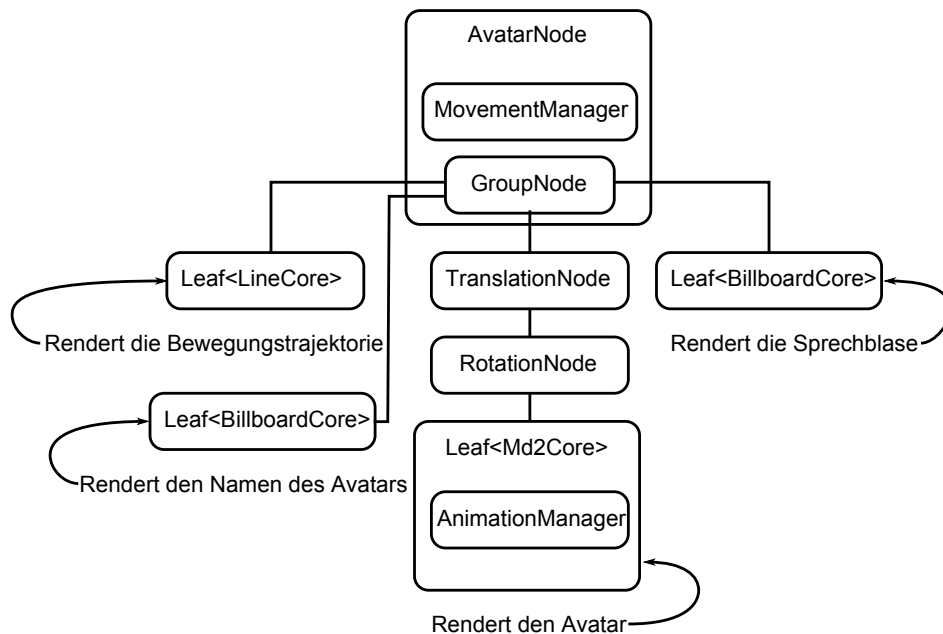 AvatarNode
MovementManager
GroupNode
Leaf<LineCore>
TranslationNode
Leaf<BillboardCore>
Rendert die Bewegungstrajektorie
Rendert die Sprechblase
RotationNode
Leaf<BillboardCore>
Leaf<Md2Core>
Rendert den Namen des Avatars
AnimationManager
Rendert den Avatar